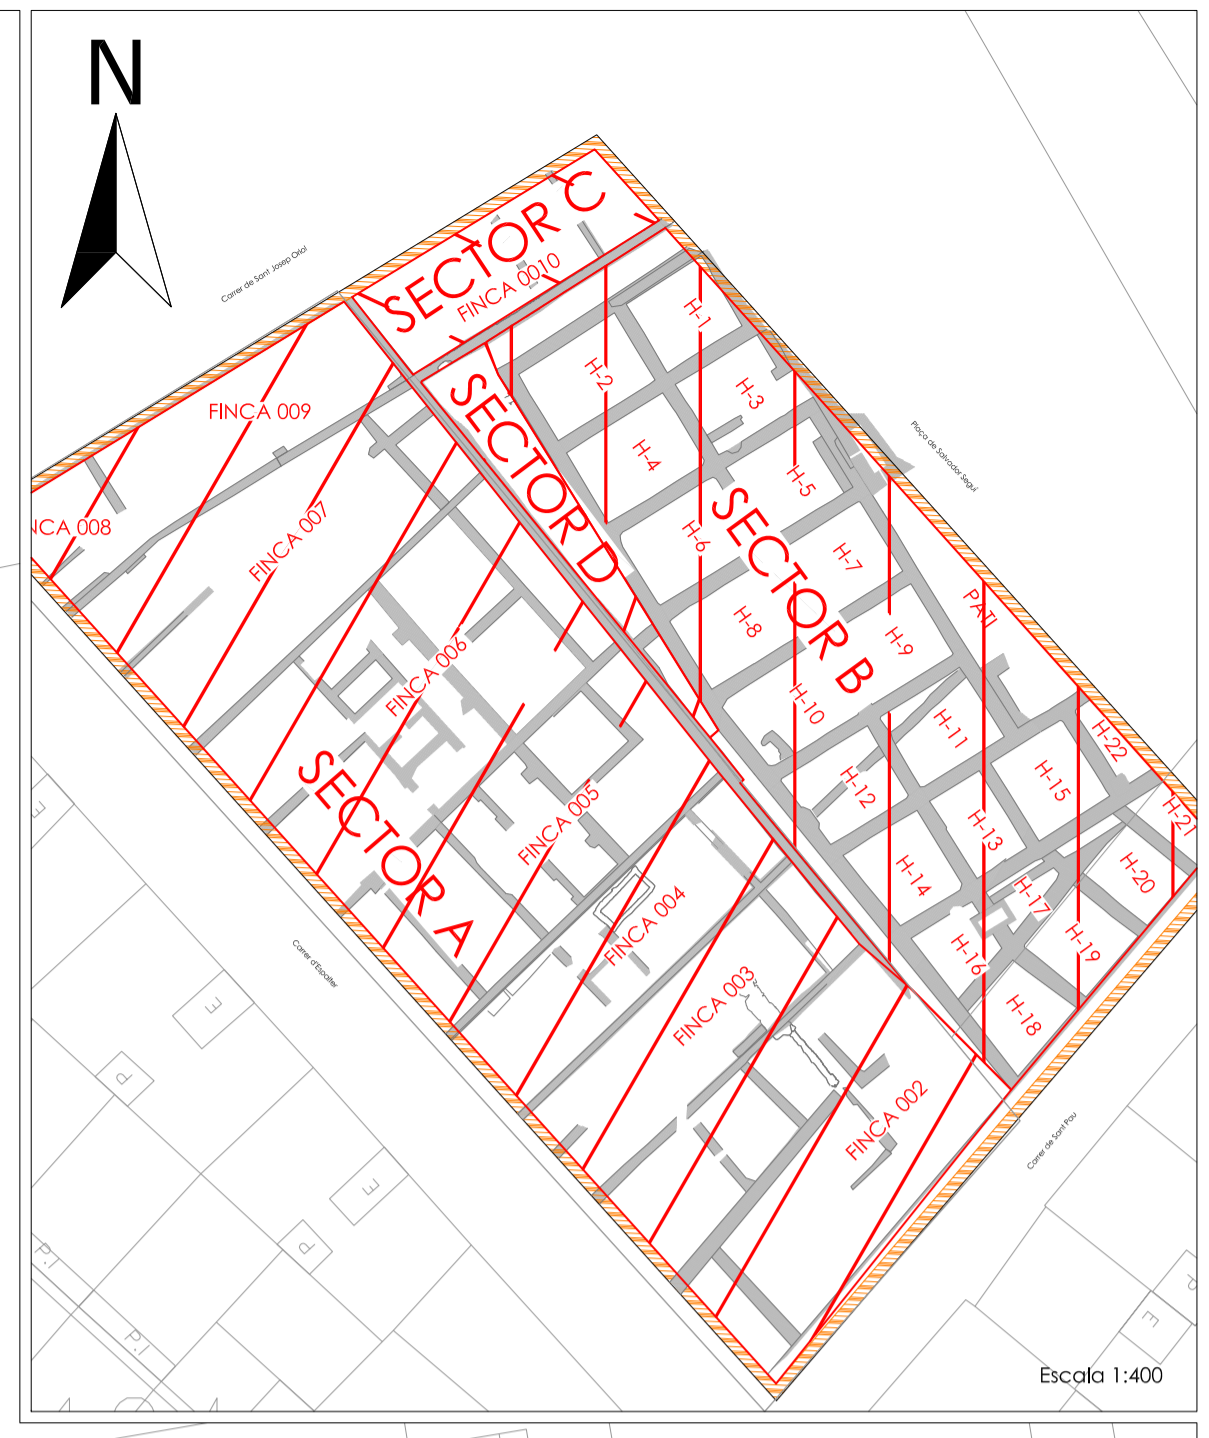 N
Carrer de Sant Josep Oriol
SECTOR C
FINCA 0010
FINCA 009
NCA 008
FINCA 007
SECTOR D
H-1
H-2
H-3
H-4
H-5
SECTOR B
Plaça de Salvador Seguí
H-6
H-7
H-8
H-9
PATI
H-10
H-11
H-12
H-13
H-14
H-15
H-22
H-21
H-20
H-17
H-16
H-19
H-18
FINCA 006
SECTOR A
FINCA 005
FINCA 004
FINCA 003
FINCA 002
Carrer d'Espalter
Carrer de Sant Pau
E
E
P
E
P
P.I
P.I
P
E
Escala 1:400